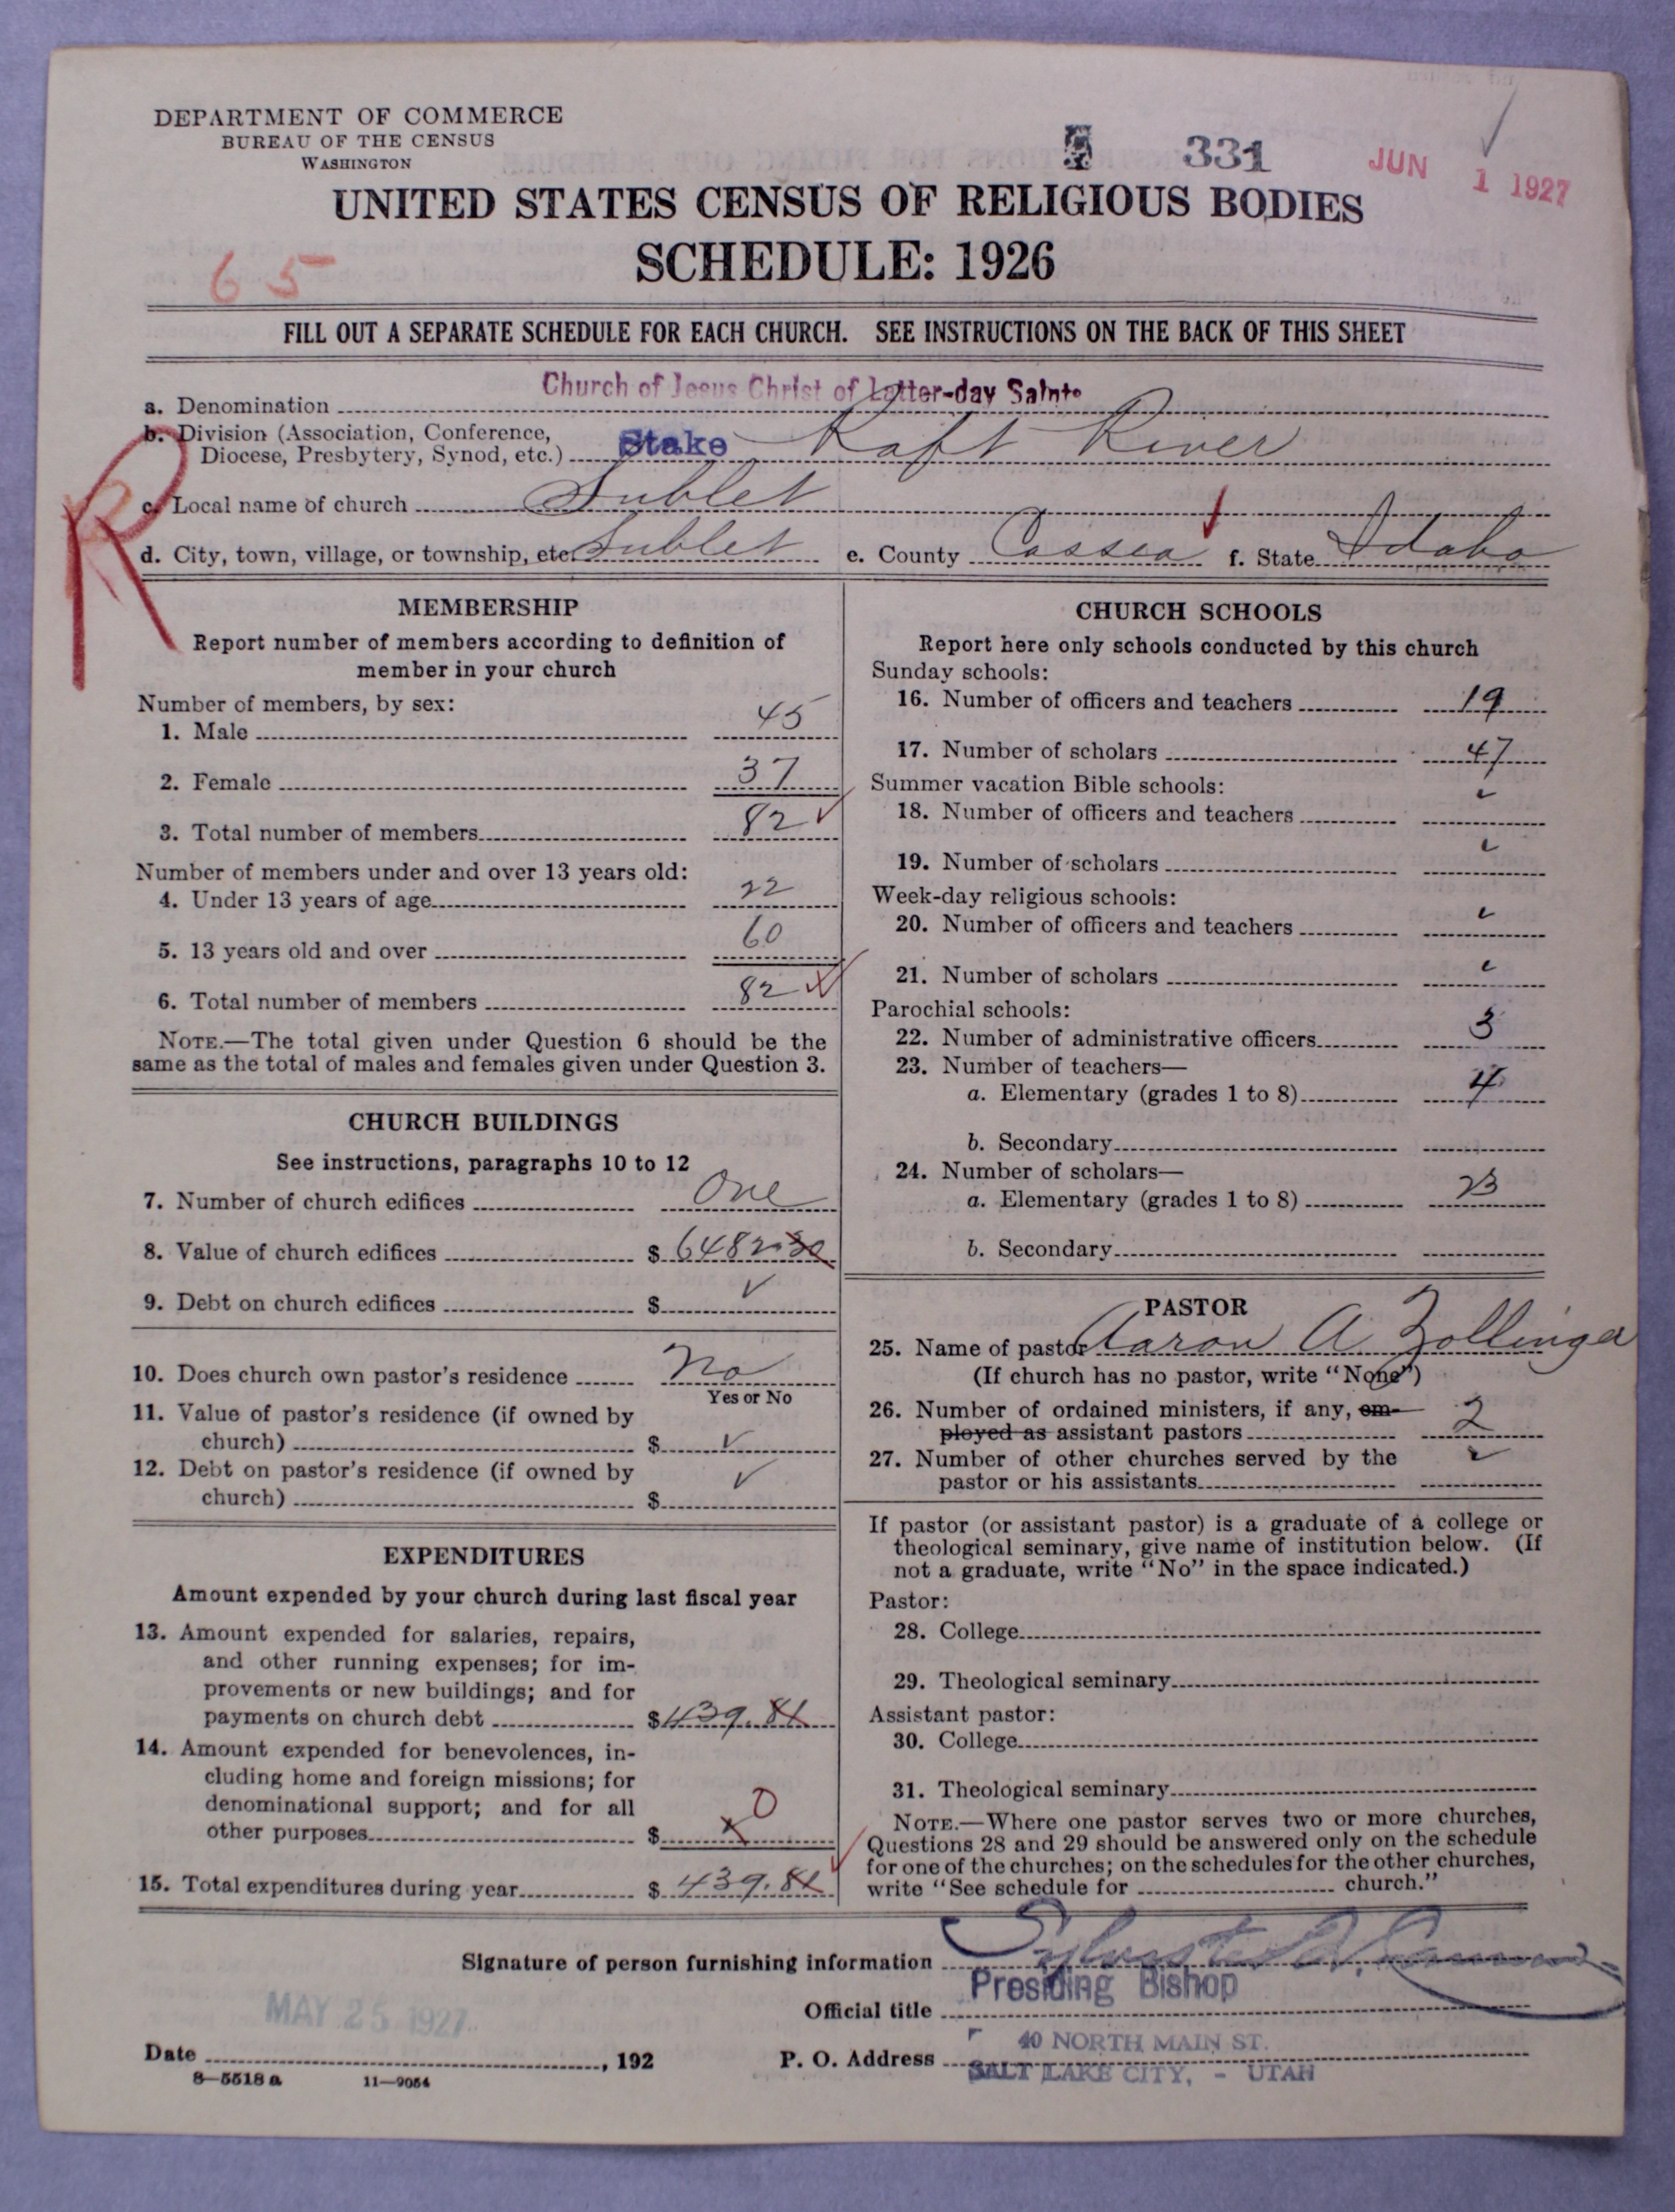 DEPARTMENT OF COMMERCE
BUREAU OF THE CENSUS
WASHINGTON
331
JUN 1 1927
UNITED STATES CENSUS OF RELIGIOUS BODIES
SCHEDULE: 1926
65
FILL OUT A SEPARATE SCHEDULE FOR EACH CHURCH. SEE INSTRUCTIONS ON THE BACK OF THIS SHEET
a. Denomination Church of Jesus Christ of Latter-day Saints
b. Division (Association, Conference,
Diocese, Presbytery, Synod, etc.) Stake Raft River
R
c. Local name of church Sublet
d. City, town, village, or township, etc. Sublet e. County Cassea f. State Idaho
MEMBERSHIP
Report number of members according to definition of
member in your church
Number of members, by sex:
1. Male 45
2. Female 37
3. Total number of members 82
Number of members under and over 13 years old:
4. Under 13 years of age 22
5. 13 years old and over 60
6. Total number of members 82
NOTE.—The total given under Question 6 should be the
same as the total of males and females given under Question 3.
CHURCH BUILDINGS
See instructions, paragraphs 10 to 12
7. Number of church edifices One
8. Value of church edifices $ 6482.30
9. Debt on church edifices $ ✓
10. Does church own pastor's residence No
Yes or No
11. Value of pastor's residence (if owned by
church) $ ✓
12. Debt on pastor's residence (if owned by
church) $ ✓
EXPENDITURES
Amount expended by your church during last fiscal year
13. Amount expended for salaries, repairs,
and other running expenses; for im-
provements or new buildings; and for
payments on church debt $ 439.81
14. Amount expended for benevolences, in-
cluding home and foreign missions; for
denominational support; and for all
other purposes $ 0
15. Total expenditures during year $ 439.81
CHURCH SCHOOLS
Report here only schools conducted by this church
Sunday schools:
16. Number of officers and teachers 19
17. Number of scholars 47
Summer vacation Bible schools:
18. Number of officers and teachers ✓
19. Number of scholars ✓
Week-day religious schools:
20. Number of officers and teachers ✓
21. Number of scholars ✓
Parochial schools:
22. Number of administrative officers 3
23. Number of teachers—
a. Elementary (grades 1 to 8) 4
b. Secondary
24. Number of scholars—
a. Elementary (grades 1 to 8) 23
b. Secondary
PASTOR
25. Name of pastor Aaron A Zollinger
(If church has no pastor, write "None")
26. Number of ordained ministers, if any, em-
ployed as assistant pastors 2
27. Number of other churches served by the
pastor or his assistants ✓
If pastor (or assistant pastor) is a graduate of a college or
theological seminary, give name of institution below. (If
not a graduate, write "No" in the space indicated.)
Pastor:
28. College
29. Theological seminary
Assistant pastor:
30. College
31. Theological seminary
NOTE.—Where one pastor serves two or more churches,
Questions 28 and 29 should be answered only on the schedule
for one of the churches; on the schedules for the other churches,
write "See schedule for church."
Signature of person furnishing information Sylvester Q. Cannon
Official title Presiding Bishop
MAY 25 1927
Date , 192
P. O. Address 40 NORTH MAIN ST.
SALT LAKE CITY, - UTAH
8—5518 a 11—9054